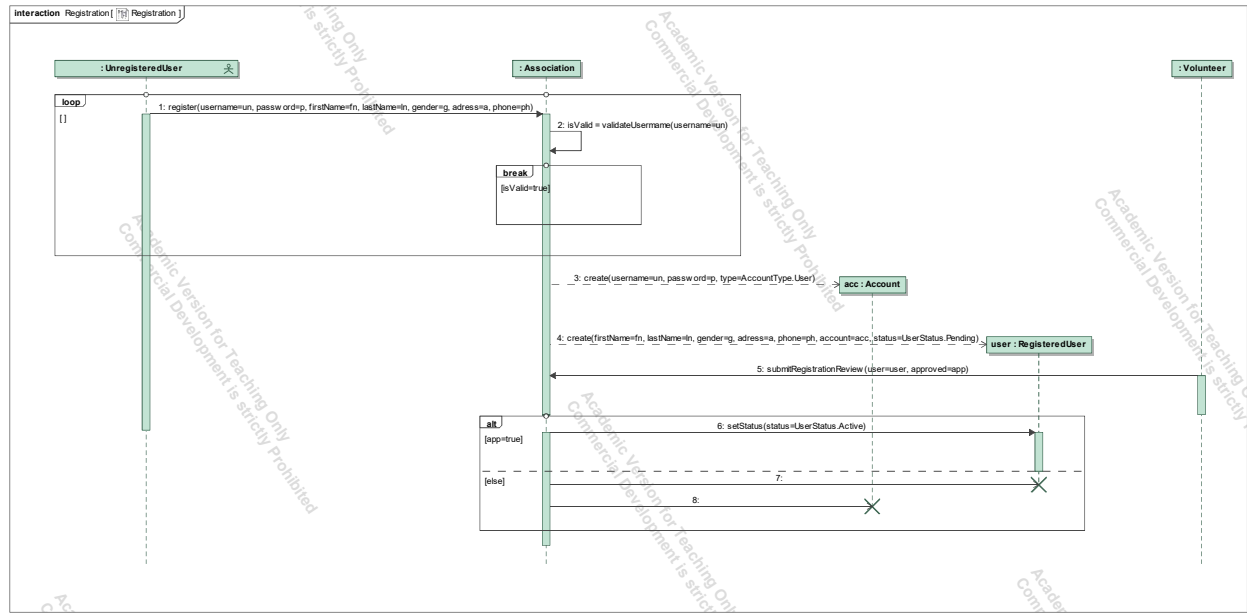 interaction Registration[ Registration ]
: UnregisteredUser
: Association
: Volunteer
loop
[ ]
1: register(username=un, password=p, firstName=fn, lastName=ln, gender=g, adress=a, phone=ph)
2: isValid = validateUsermame(username=un)
break
[isValid=true]
3: create(username=un, password=p, type=AccountType.User)
acc : Account
4: create(firstName=fn, lastName=ln, gender=g, adress=a, phone=ph, account=acc, status=UserStatus.Pending)
user : RegisteredUser
5: submitRegistrationReview(user=user, approved=app)
alt
[app=true]
6: setStatus(status=UserStatus.Active)
[else]
7:
8:
Academic Version for Teaching Only
Commercial Development is strictly Prohibited